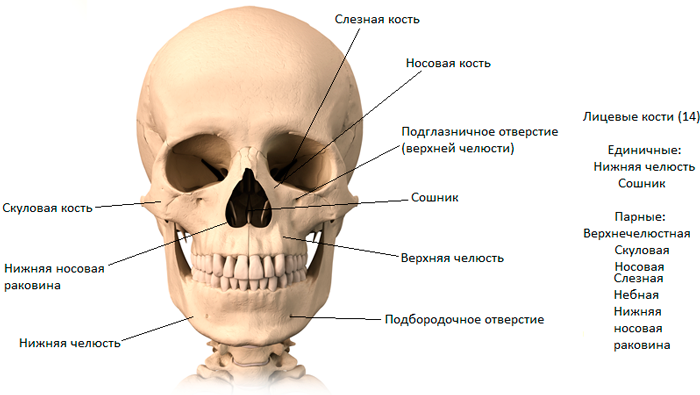 Слезная кость
Носовая кость
Подглазничное отверстие
(верхней челюсти)
Скуловая кость
Сошник
Нижняя носовая
раковина
Верхняя челюсть
Нижняя челюсть
Подбородочное отверстие
Лицевые кости (14)
Единичные:
Нижняя челюсть
Сошник
Парные:
Верхнечелюстная
Скуловая
Носовая
Слезная
Небная
Нижняя
носовая
раковина